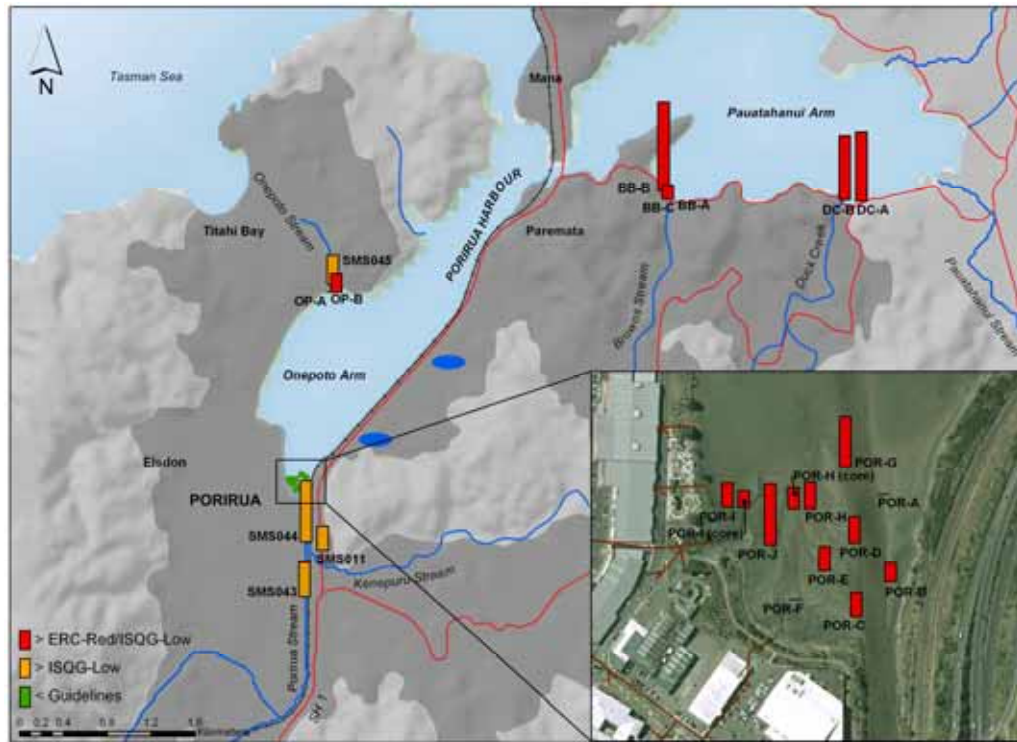 N
Tasman Sea
Mana
Pauatahanui Arm
PORIRUA HARBOUR
Onepoto Stream
Titahi Bay
BB-B
BB-C
BB-A
DC-B
DC-A
Paremata
SMS045
OP-A
OP-B
Browns Stream
Duck Creek
Pauatahanui Stream
Onepoto Arm
Elsdon
PORIRUA
SMS044
SMS011
Kenepuru Stream
SMS043
Porirua Stream
SH 1
POR-G
POR-H (core)
POR-A
POR-I
POR-I (core)
POR-H
POR-J
POR-D
POR-E
POR-B
POR-F
POR-C
> ERC-Red/ISQG-Low
> ISQG-Low
< Guidelines
0 0.2 0.4 0.8 1.2 1.6
Kilometers